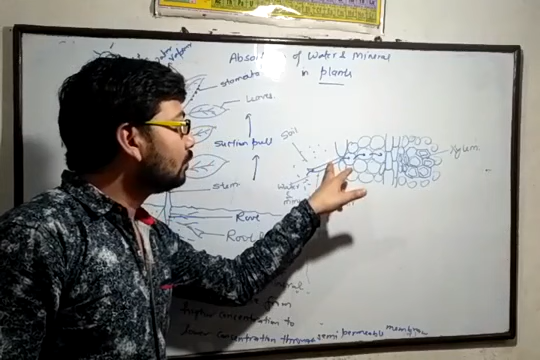 Absorption of Water & Mineral
in plants
stomata
Leaves
soil
suction pull
xylem
stem
water
&
Root
Root
from
higher concentration to
lower concentration through semi permeable membrane